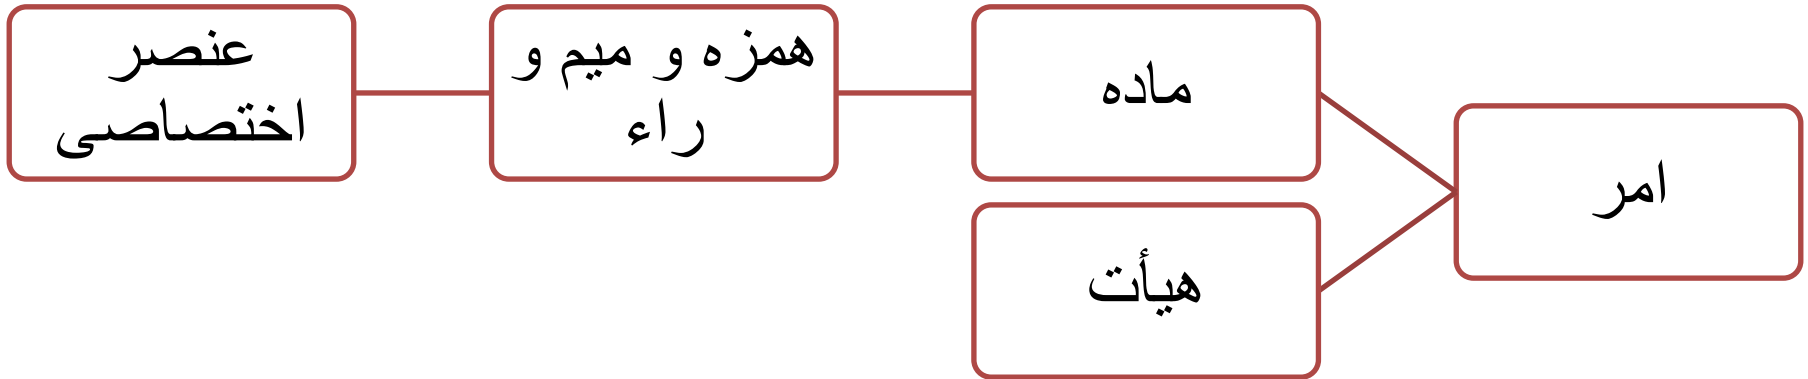 امر
ماده
همزه و میم و
راء
عنصر
اختصاصی
هیأت